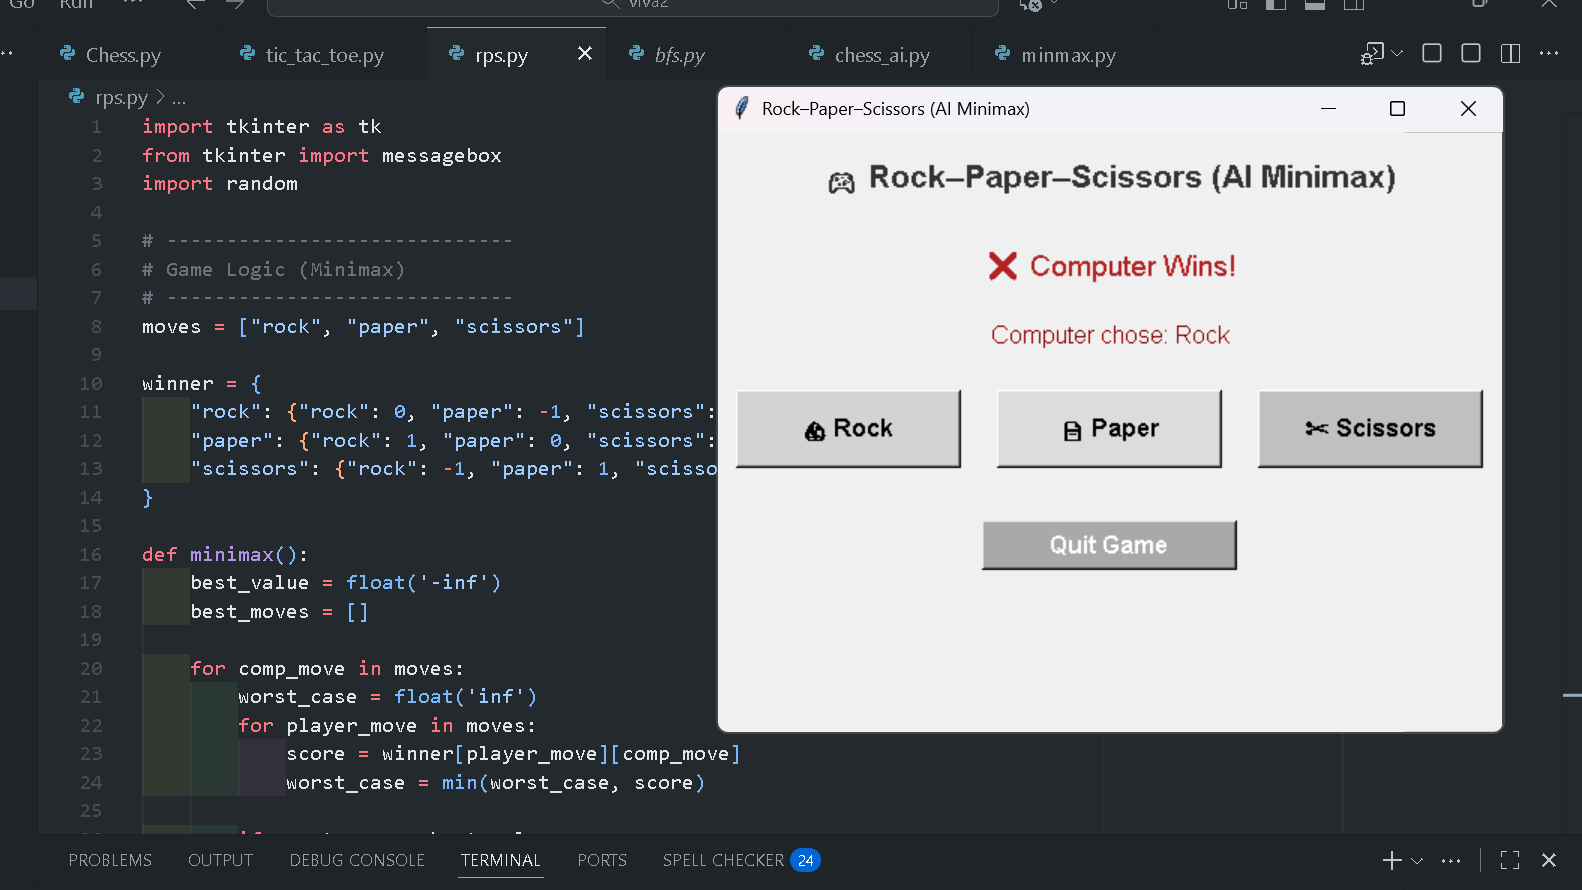 Go Run ... viva2
Chess.py tic_tac_toe.py rps.py bfs.py chess_ai.py minmax.py
rps.py > ...
1 import tkinter as tk
2 from tkinter import messagebox
3 import random
4
5 # -----------------------------
6 # Game Logic (Minimax)
7 # -----------------------------
8 moves = ["rock", "paper", "scissors"]
9
10 winner = {
11 "rock": {"rock": 0, "paper": -1, "scissors":
12 "paper": {"rock": 1, "paper": 0, "scissors":
13 "scissors": {"rock": -1, "paper": 1, "scisso
14 }
15
16 def minimax():
17 best_value = float('-inf')
18 best_moves = []
19
20 for comp_move in moves:
21 worst_case = float('inf')
22 for player_move in moves:
23 score = winner[player_move][comp_move]
24 worst_case = min(worst_case, score)
25
Rock–Paper–Scissors (AI Minimax)
Rock–Paper–Scissors (AI Minimax)
Computer Wins!
Computer chose: Rock
Rock Paper Scissors
Quit Game
PROBLEMS OUTPUT DEBUG CONSOLE TERMINAL PORTS SPELL CHECKER 24